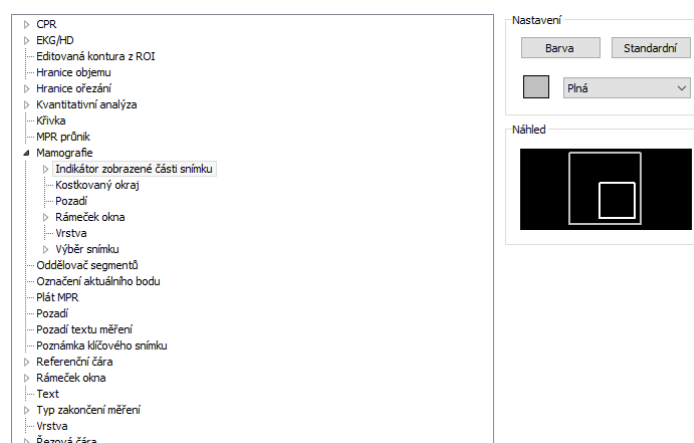 CPR
EKG/HD
Editovaná kontura z ROI
Hranice objemu
Hranice ořezání
Kvantitativní analýza
Křivka
MPR průnik
Mamografie
Indikátor zobrazené části snímku
Kostkovaný okraj
Pozadí
Rámeček okna
Vrstva
Výběr snímku
Oddělovač segmentů
Označení aktuálního bodu
Plát MPR
Pozadí
Pozadí textu měření
Poznámka klíčového snímku
Referenční čára
Rámeček okna
Text
Typ zakončení měření
Vrstva
Řezová čára
Nastavení
Barva
Standardní
Plná
Náhled